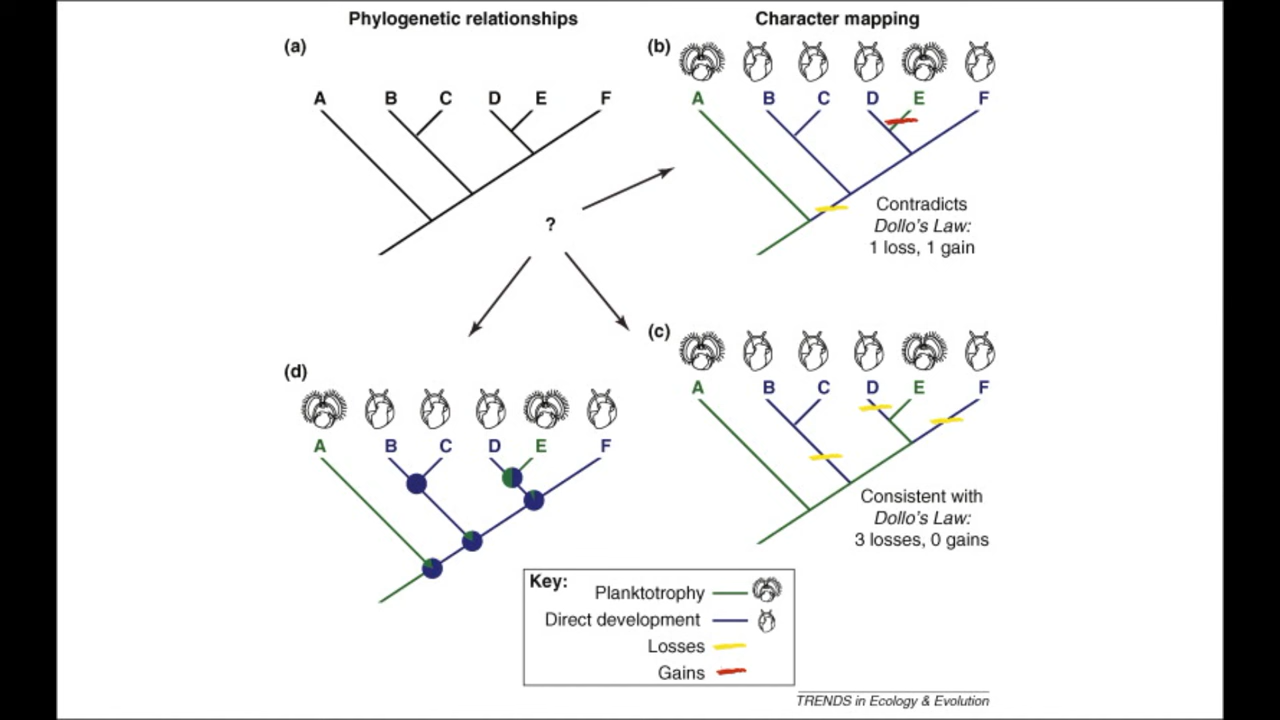 Phylogenetic relationships
Character mapping
(a)
A B C D E F
?
(b)
A B C D E F
Contradicts
Dollo's Law:
1 loss, 1 gain
(c)
A B C D E F
Consistent with
Dollo's Law:
3 losses, 0 gains
(d)
A B C D E F
Key:
Planktotrophy
Direct development
Losses
Gains
TRENDS in Ecology & Evolution